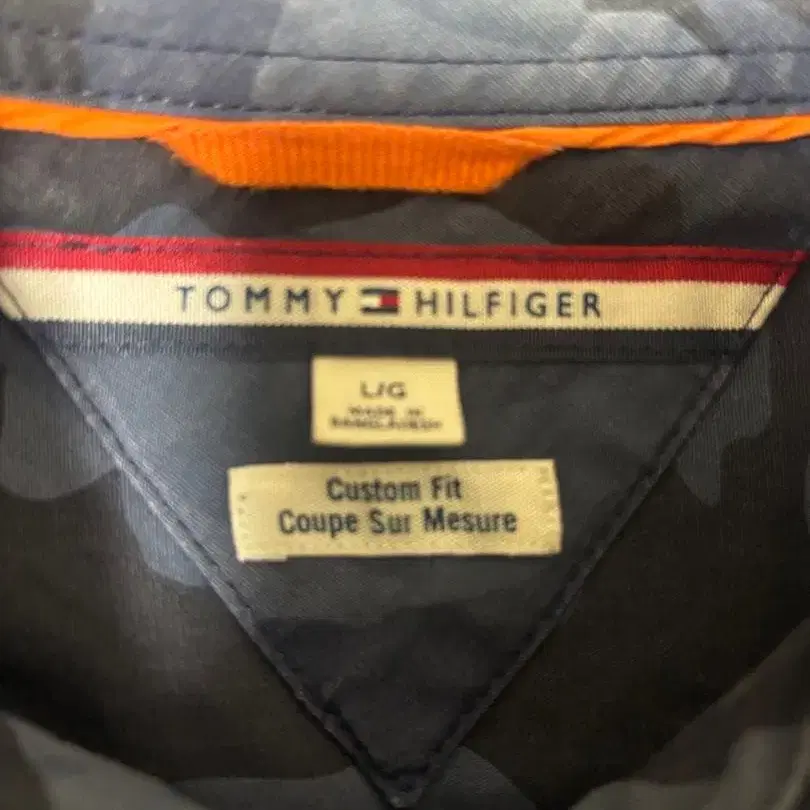 TOMMY HILFIGER
L/G
MADE IN
BANGLADESH
Custom Fit
Coupe Sur Mesure